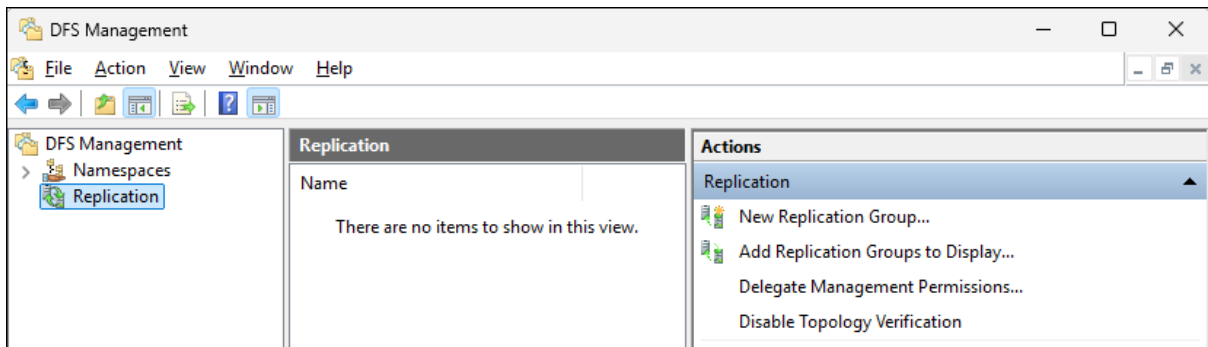 DFS Management
File Action View Window Help
DFS Management
Namespaces
Replication
Replication
Name
There are no items to show in this view.
Actions
Replication
New Replication Group...
Add Replication Groups to Display...
Delegate Management Permissions...
Disable Topology Verification